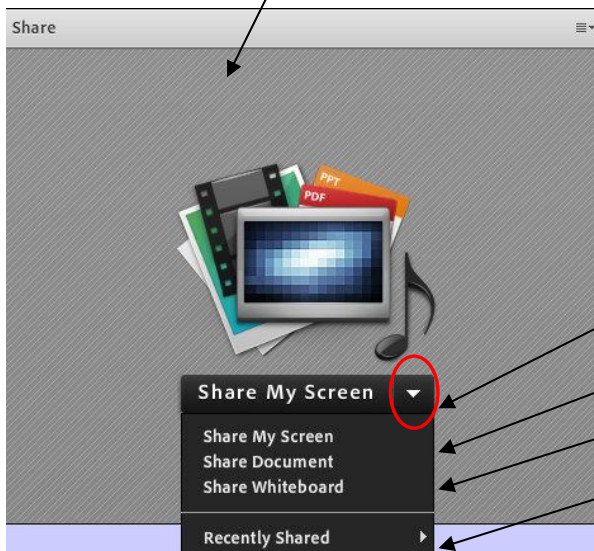 Share
PPT
PDF
Share My Screen
Share My Screen
Share Document
Share Whiteboard
Recently Shared